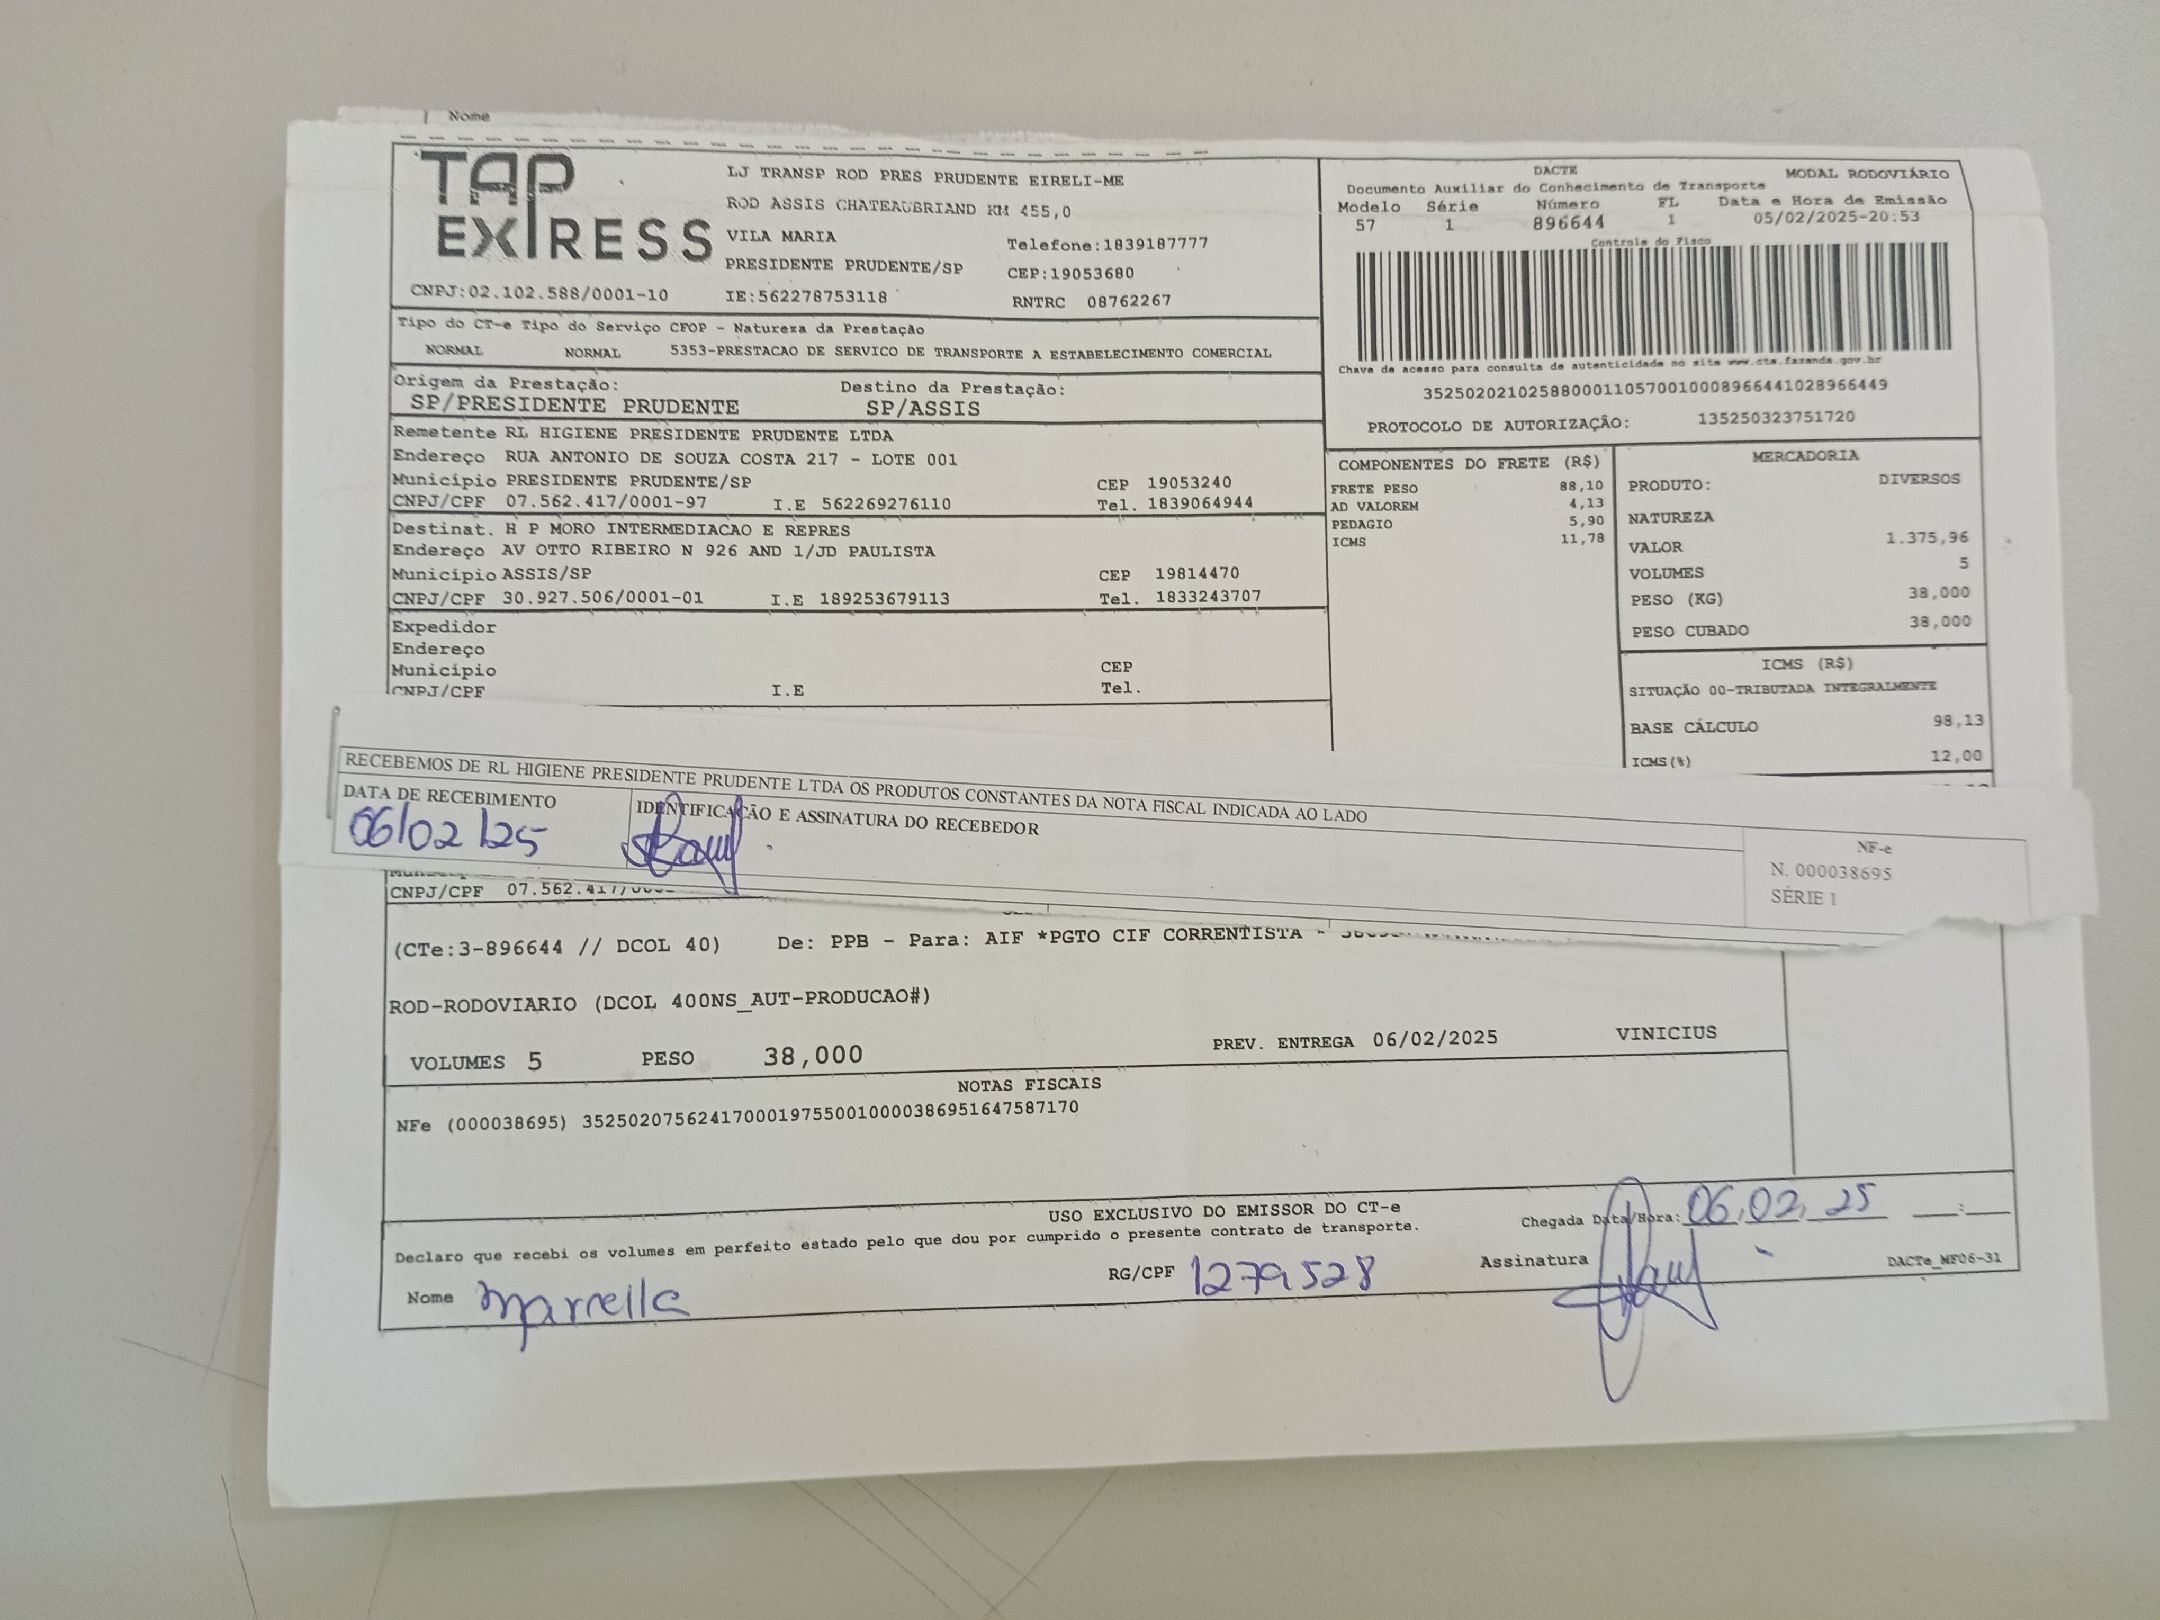 Nome
TAP EXPRESS
LJ TRANSP ROD PRES PRUDENTE EIRELI-ME
ROD ASSIS CHATEAUBRIAND KM 455,0
VILA MARIA Telefone:1839187777
PRESIDENTE PRUDENTE/SP CEP:19053680
CNPJ:02.102.588/0001-10 IE:562278753118 RNTRC 08762267
DACTE MODAL RODOVIÁRIO
Documento Auxiliar do Conhecimento de Transporte
Modelo Série Número FL Data e Hora de Emissão
57 1 896644 1 05/02/2025-20:53
Controle do Fisco
Chave de acesso para consulta de autenticidade no site www.cte.fazenda.gov.br
35250202102588000110570010008966441028966449
PROTOCOLO DE AUTORIZAÇÃO: 135250323751720
Tipo do CT-e Tipo do Serviço CFOP - Natureza da Prestação
NORMAL NORMAL 5353-PRESTACAO DE SERVICO DE TRANSPORTE A ESTABELECIMENTO COMERCIAL
Origem da Prestação: Destino da Prestação:
SP/PRESIDENTE PRUDENTE SP/ASSIS
Remetente RL HIGIENE PRESIDENTE PRUDENTE LTDA
Endereço RUA ANTONIO DE SOUZA COSTA 217 - LOTE 001
Município PRESIDENTE PRUDENTE/SP CEP 19053240
CNPJ/CPF 07.562.417/0001-97 I.E 562269276110 Tel. 1839064944
Destinat. H P MORO INTERMEDIACAO E REPRES
Endereço AV OTTO RIBEIRO N 926 AND 1/JD PAULISTA
Município ASSIS/SP CEP 19814470
CNPJ/CPF 30.927.506/0001-01 I.E 189253679113 Tel. 1833243707
Expedidor
Endereço
Município CEP
CNPJ/CPF I.E Tel.
COMPONENTES DO FRETE (R$)
FRETE PESO 88,10
AD VALOREM 4,13
PEDAGIO 5,90
ICMS 11,78
MERCADORIA
PRODUTO: DIVERSOS
NATUREZA
VALOR 1.375,96
VOLUMES 5
PESO (KG) 38,000
PESO CUBADO 38,000
ICMS (R$)
SITUAÇÃO 00-TRIBUTADA INTEGRALMENTE
BASE CÁLCULO 98,13
ICMS(%) 12,00
RECEBEMOS DE RL HIGIENE PRESIDENTE PRUDENTE LTDA OS PRODUTOS CONSTANTES DA NOTA FISCAL INDICADA AO LADO
DATA DE RECEBIMENTO IDENTIFICAÇÃO E ASSINATURA DO RECEBEDOR
06/02/25
NF-e
N. 000038695
SÉRIE 1
CNPJ/CPF 07.562.417/
(CTe:3-896644 // DCOL 40) De: PPB - Para: AIF *PGTO CIF CORRENTISTA -
ROD-RODOVIARIO (DCOL 400NS_AUT-PRODUCAO#)
VOLUMES 5 PESO 38,000 PREV. ENTREGA 06/02/2025 VINICIUS
NOTAS FISCAIS
NFe (000038695) 35250207562417000197550010000386951647587170
USO EXCLUSIVO DO EMISSOR DO CT-e
Declaro que recebi os volumes em perfeito estado pelo que dou por cumprido o presente contrato de transporte.
Chegada Data/Hora: 06,02,25 __:__
Nome Marcella RG/CPF 1279528 Assinatura
DACTe_MF06-31